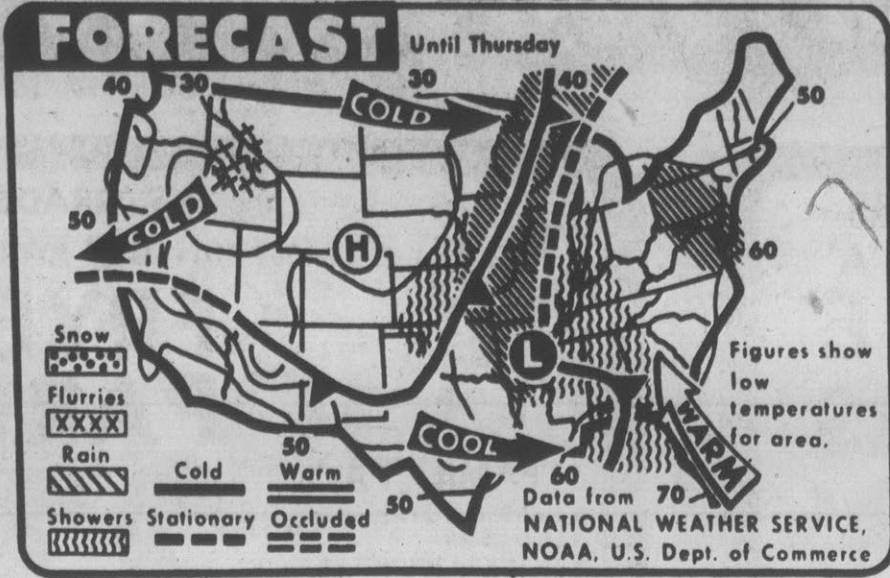 FORECAST
Until Thursday
40
30
30
40
50
COLD
50
COLD
H
60
L
Snow
Flurries
XXXX
Rain
Showers
Cold
Warm
Stationary
Occluded
50
COOL
50
60
70
WARM
Figures show
low
temperatures
for area.
Data from
NATIONAL WEATHER SERVICE,
NOAA, U.S. Dept. of Commerce